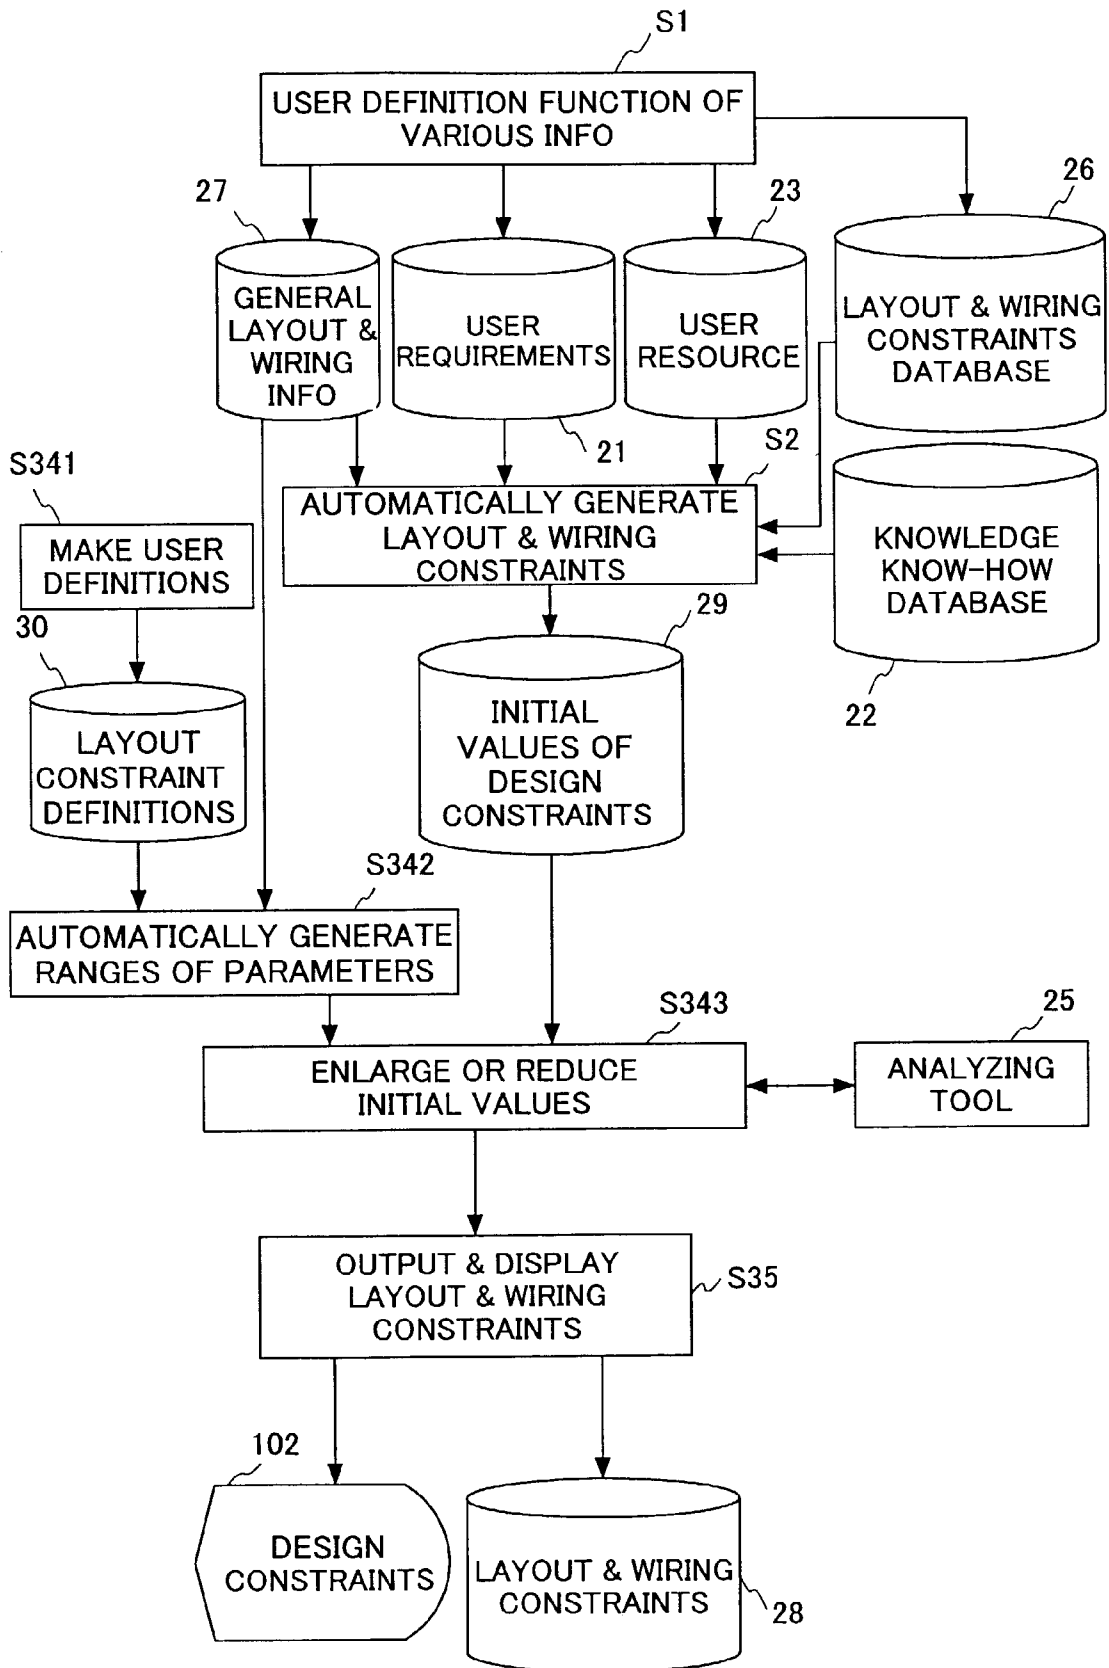 S1
USER DEFINITION FUNCTION OF
VARIOUS INFO
27
23
26
GENERAL
LAYOUT &
WIRING
INFO
USER
REQUIREMENTS
USER
RESOURCE
LAYOUT & WIRING
CONSTRAINTS
DATABASE
21
S2
S341
MAKE USER
DEFINITIONS
AUTOMATICALLY GENERATE
LAYOUT & WIRING
CONSTRAINTS
KNOWLEDGE
KNOW-HOW
DATABASE
30
29
22
LAYOUT
CONSTRAINT
DEFINITIONS
INITIAL
VALUES OF
DESIGN
CONSTRAINTS
S342
AUTOMATICALLY GENERATE
RANGES OF PARAMETERS
S343
25
ENLARGE OR REDUCE
INITIAL VALUES
ANALYZING
TOOL
OUTPUT & DISPLAY
LAYOUT & WIRING
CONSTRAINTS
S35
102
DESIGN
CONSTRAINTS
LAYOUT & WIRING
CONSTRAINTS
28